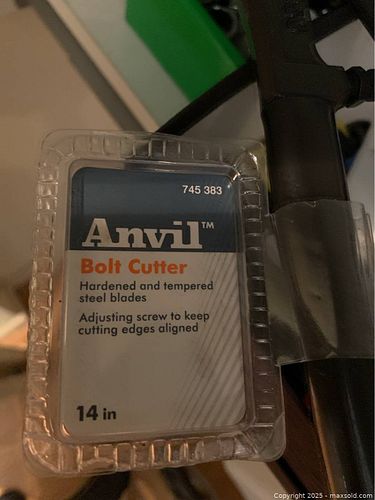 745 383
Anvil™
Bolt Cutter
Hardened and tempered
steel blades
Adjusting screw to keep
cutting edges aligned
14 in
Copyright 2025 - maxsold.com